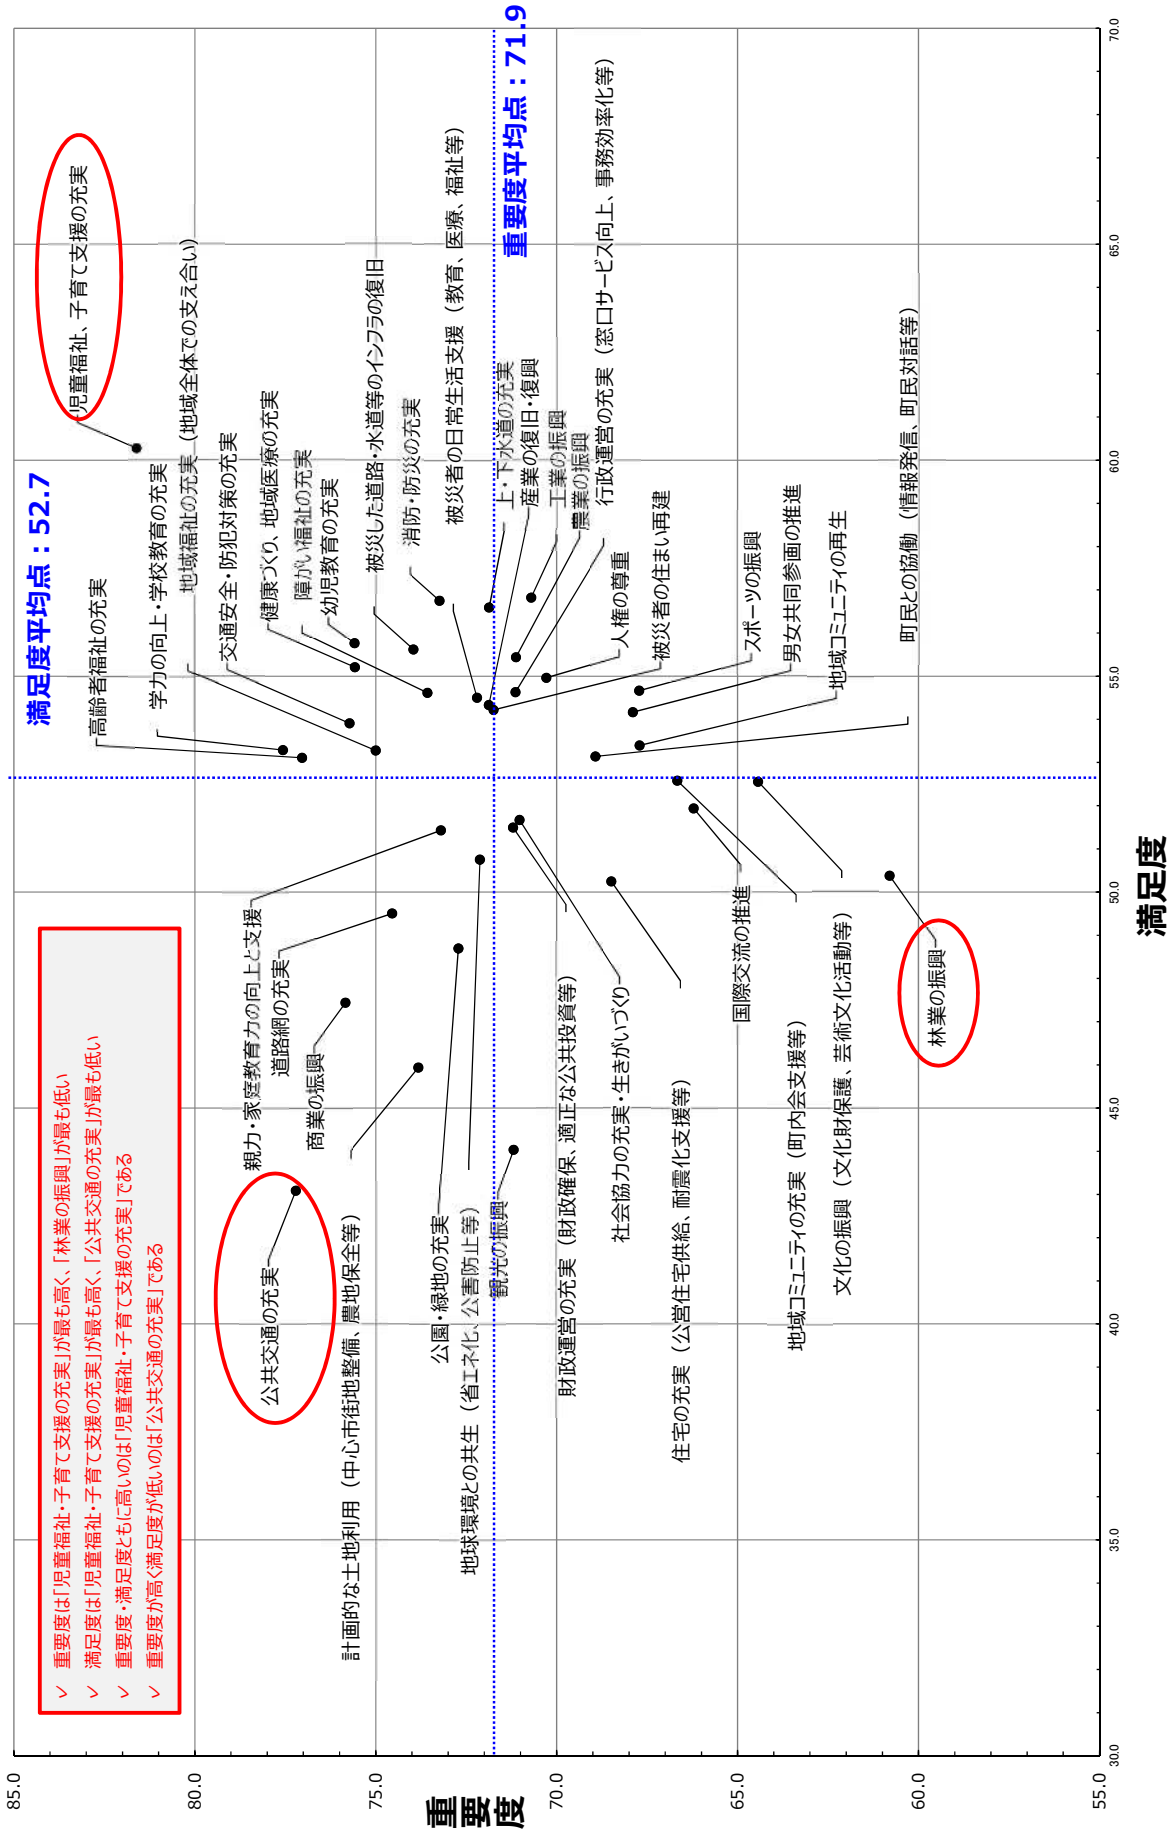 重要度は「児童福祉・子育て支援の充実」が最も高く、「林業の振興」が最も低い
満足度は「児童福祉・子育て支援の充実」が最も高く、「公共交通の充実」が最も低い
重要度・満足度ともに高いのは「児童福祉・子育て支援の充実」である
重要度が高く満足度が低いのは「公共交通の充実」である
満足度平均点：52.7
重要度平均点：71.9
重要度
85.0
80.0
75.0
70.0
65.0
60.0
55.0
児童福祉、子育て支援の充実
高齢者福祉の充実
学力の向上・学校教育の充実
地域福祉の充実（地域全体での支え合い）
交通安全・防犯対策の充実
健康づくり、地域医療の充実
障がい福祉の充実
幼児教育の充実
被災した道路・水道等のインフラの復旧
消防・防災の充実
被災者の日常生活支援（教育、医療、福祉等）
上・下水道の充実
産業の復旧・復興
工業の振興
農業の振興
行政運営の充実（窓口サービス向上、事務効率化等）
人権の尊重
被災者の住まい再建
スポーツの振興
男女共同参画の推進
地域コミュニティの再生
町民との協働（情報発信、町民対話等）
親力・家庭教育力の向上と支援
道路網の充実
商業の振興
公共交通の充実
計画的な土地利用（中心市街地整備、農地保全等）
公園・緑地の充実
地球環境との共生（省エネ化、公害防止等）
観光の振興
財政運営の充実（財政確保、適正な公共投資等）
社会協力の充実・生きがいづくり
住宅の充実（公営住宅供給、耐震化支援等）
国際交流の推進
地域コミュニティの充実（町内会支援等）
文化の振興（文化財保護、芸術文化活動等）
林業の振興
30.0
35.0
40.0
45.0
50.0
55.0
60.0
65.0
70.0
満足度